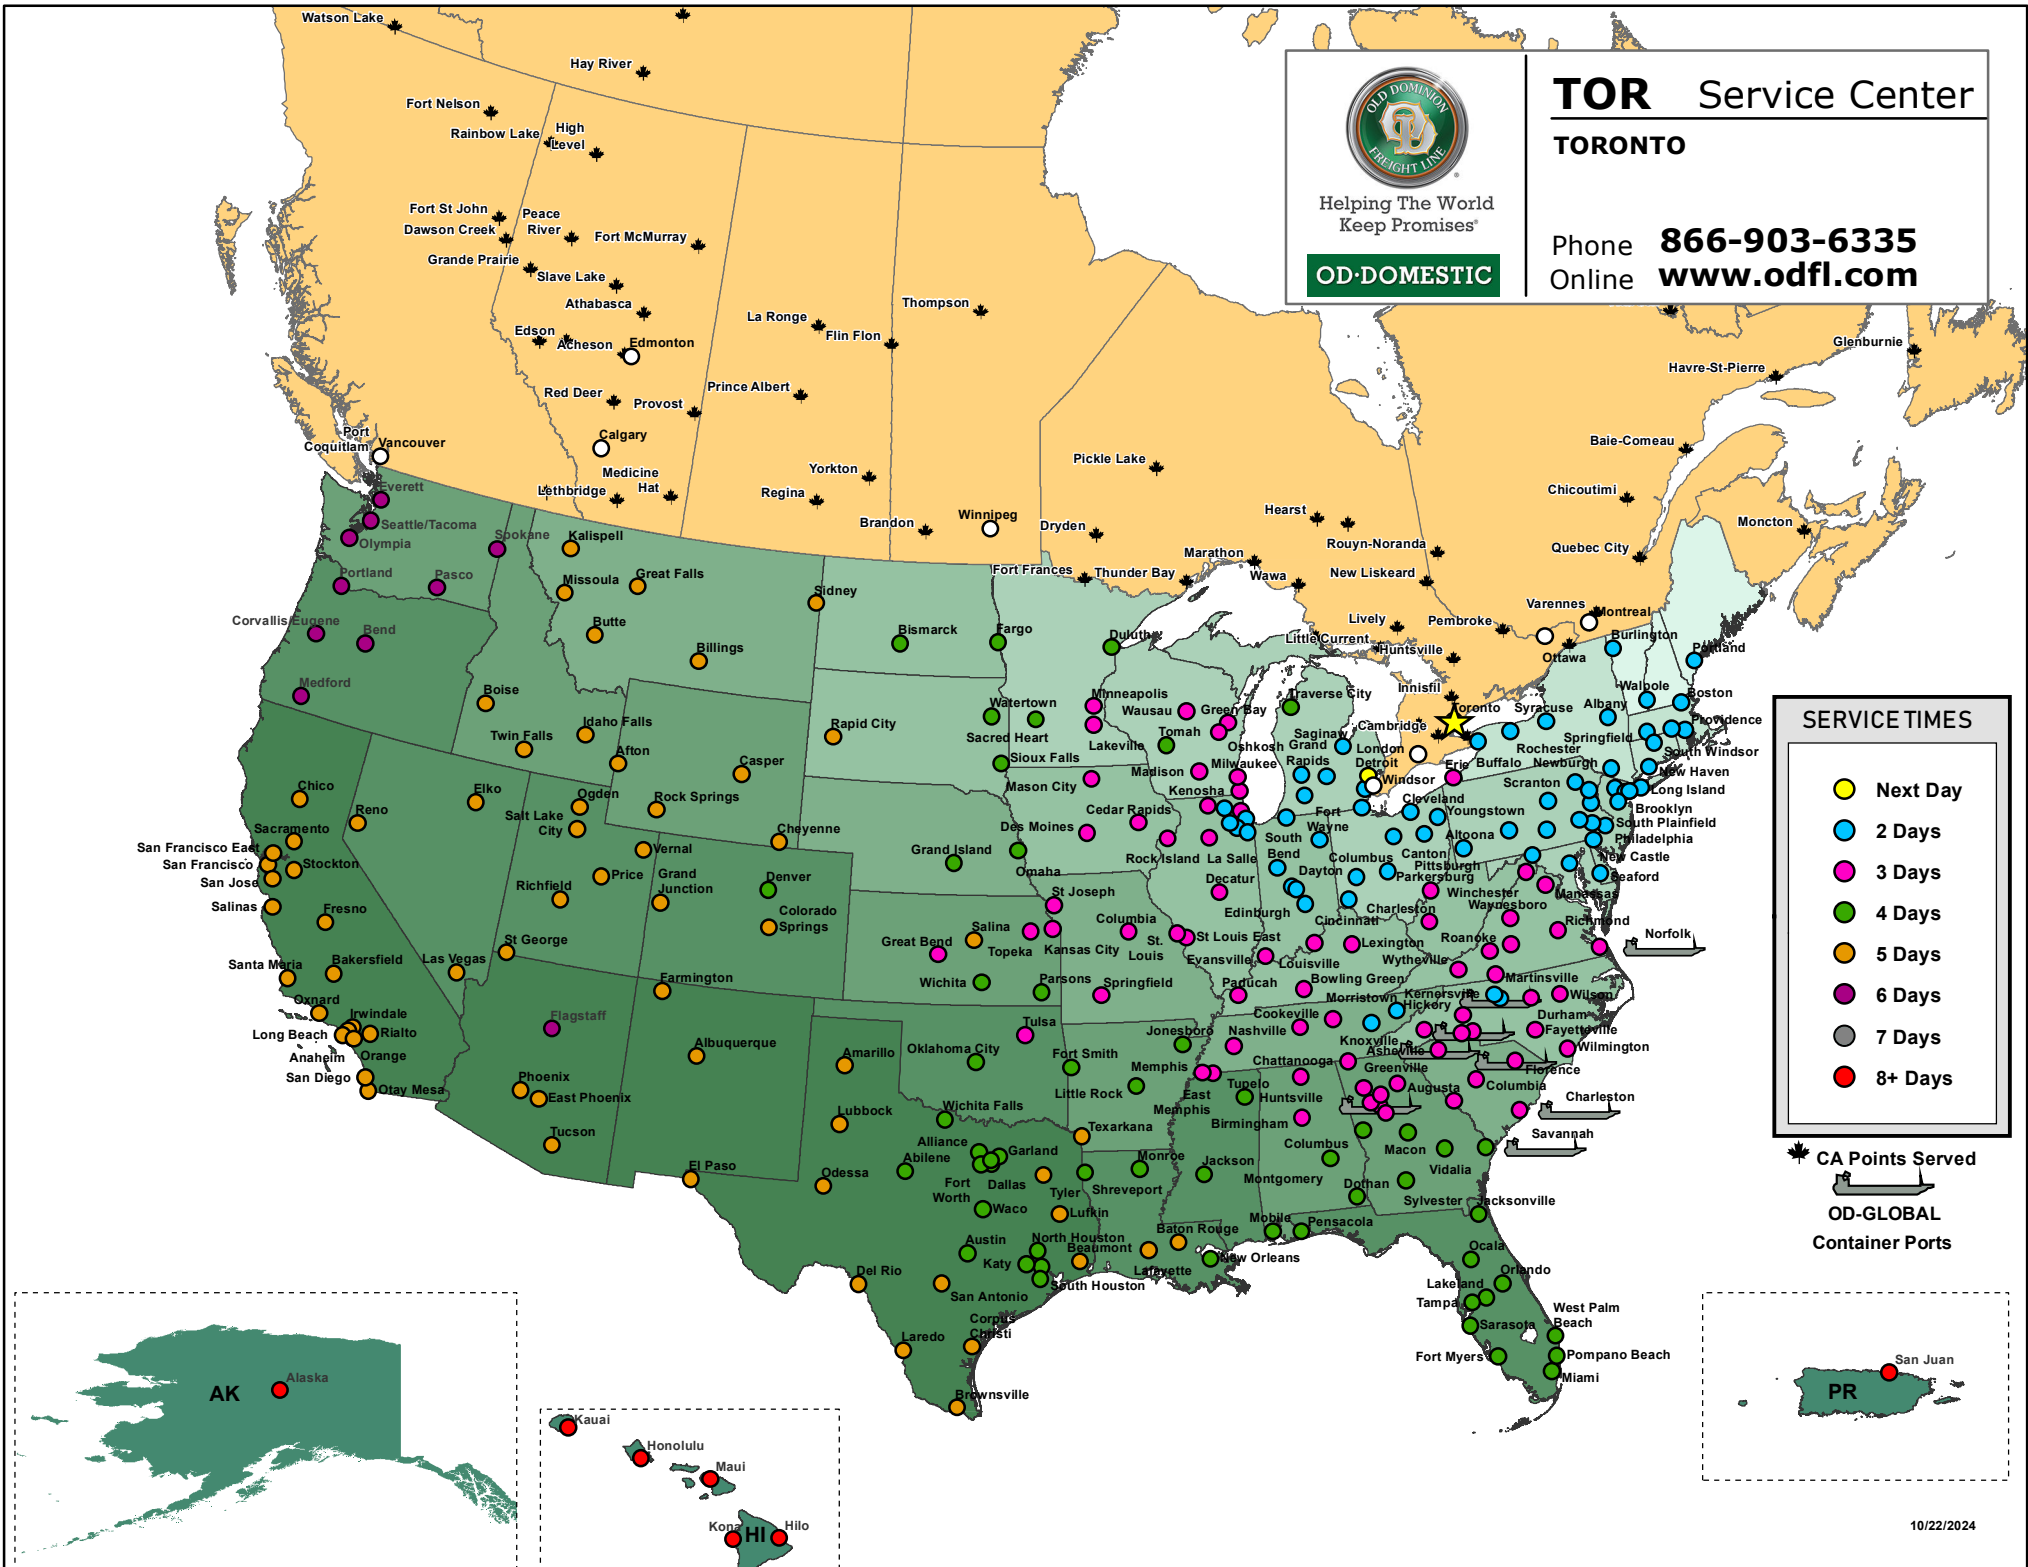 Watson Lake
Hay River
Fort Nelson
Rainbow Lake
High
Level
Fort St John
Dawson Creek
Peace
River
Fort McMurray
Grande Prairie
Slave Lake
Athabasca
Edson
Acheson
Edmonton
La Ronge
Flin Flon
Thompson
Red Deer
Provost
Prince Albert
Port
Coquitlam
Vancouver
Calgary
Medicine
Hat
Lethbridge
Yorkton
Regina
Brandon
Winnipeg
Pickle Lake
Dryden
Fort Frances
Thunder Bay
Marathon
Wawa
Hearst
Rouyn-Noranda
New Liskeard
Lively
Little Current
Huntsville
Pembroke
Varennes
Montreal
Ottawa
Innisfil
Toronto
Cambridge
London
Windsor
Glenburnie
Havre-St-Pierre
Baie-Comeau
Chicoutimi
Quebec City
Moncton
OLD DOMINION
FREIGHT LINE
Helping The World
Keep Promises®
OD·DOMESTIC
TOR Service Center
TORONTO
Phone 866-903-6335
Online www.odfl.com
Everett
Seattle/Tacoma
Olympia
Spokane
Portland
Pasco
Corvallis/Eugene
Bend
Medford
Kalispell
Missoula
Great Falls
Butte
Billings
Sidney
Bismarck
Fargo
Duluth
Boise
Idaho Falls
Twin Falls
Afton
Casper
Rapid City
Watertown
Sacred Heart
Sioux Falls
Minneapolis
Lakeville
Wausau
Green Bay
Tomah
Oshkosh
Madison
Milwaukee
Kenosha
Traverse City
Saginaw
Grand
Rapids
Detroit
Chico
Reno
Elko
Ogden
Salt Lake
City
Rock Springs
Cheyenne
Vernal
Price
Richfield
Grand
Junction
Denver
Colorado
Springs
Sacramento
San Francisco East
San Francisco
Stockton
San Jose
Salinas
Fresno
Bakersfield
Santa Maria
Oxnard
Irwindale
Long Beach
Rialto
Anaheim
Orange
San Diego
Otay Mesa
Las Vegas
St George
Farmington
Flagstaff
Phoenix
East Phoenix
Tucson
Albuquerque
El Paso
Mason City
Cedar Rapids
Des Moines
Rock Island
La Salle
Grand Island
Omaha
St Joseph
Decatur
Salina
Topeka
Great Bend
Kansas City
Columbia
St.
Louis
St Louis East
Wichita
Parsons
Springfield
Tulsa
Oklahoma City
Amarillo
Lubbock
Wichita Falls
Fort Smith
Little Rock
Jonesboro
Memphis
East
Memphis
Texarkana
Alliance
Abilene
Garland
Fort
Worth
Dallas
Tyler
Odessa
Waco
Lufkin
Shreveport
Monroe
Jackson
Austin
North Houston
Katy
Beaumont
South Houston
Del Rio
San Antonio
Corpus
Christi
Laredo
Brownsville
Baton Rouge
Lafayette
New Orleans
Mobile
Pensacola
South
Bend
Fort
Wayne
Cleveland
Erie
Buffalo
Rochester
Syracuse
Albany
Burlington
Portland
Walpole
Boston
Providence
Springfield
South Windsor
Newburgh
New Haven
Long Island
Brooklyn
South Plainfield
Philadelphia
New Castle
Seaford
Scranton
Youngstown
Altoona
Canton
Pittsburgh
Columbus
Dayton
Parkersburg
Winchester
Manassas
Waynesboro
Richmond
Norfolk
Edinburgh
Cincinnati
Charleston
Lexington
Roanoke
Evansville
Louisville
Wytheville
Martinsville
Paducah
Bowling Green
Morristown
Kernersville
Hickory
Wilson
Durham
Fayetteville
Wilmington
Nashville
Cookeville
Knoxville
Asheville
Chattanooga
Greenville
Florence
Columbia
Augusta
Charleston
Tupelo
Huntsville
Birmingham
Columbus
Macon
Savannah
Vidalia
Montgomery
Dothan
Sylvester
Jacksonville
Ocala
Orlando
Lakeland
Tampa
Sarasota
West Palm
Beach
Fort Myers
Pompano Beach
Miami
SERVICE TIMES
Next Day
2 Days
3 Days
4 Days
5 Days
6 Days
7 Days
8+ Days
CA Points Served
OD-GLOBAL
Container Ports
AK
Alaska
Kauai
Honolulu
Maui
Kona
HI
Hilo
San Juan
PR
10/22/2024